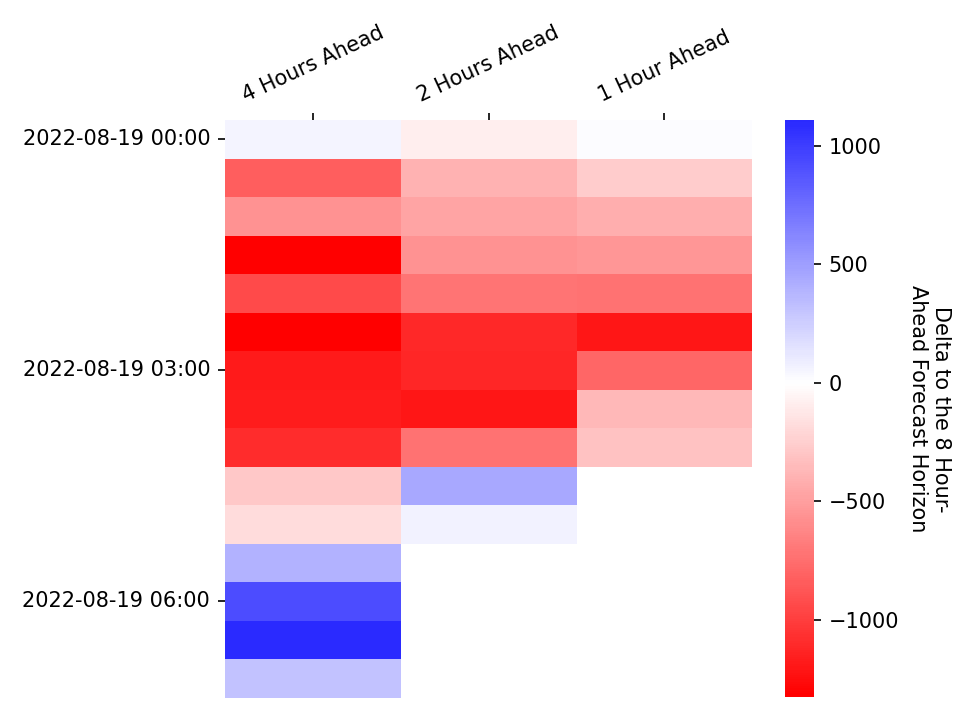 4 Hours Ahead
2 Hours Ahead
1 Hour Ahead
2022-08-19 00:00
2022-08-19 03:00
2022-08-19 06:00
1000
500
0
−500
−1000
Delta to the 8 Hour-
Ahead Forecast Horizon